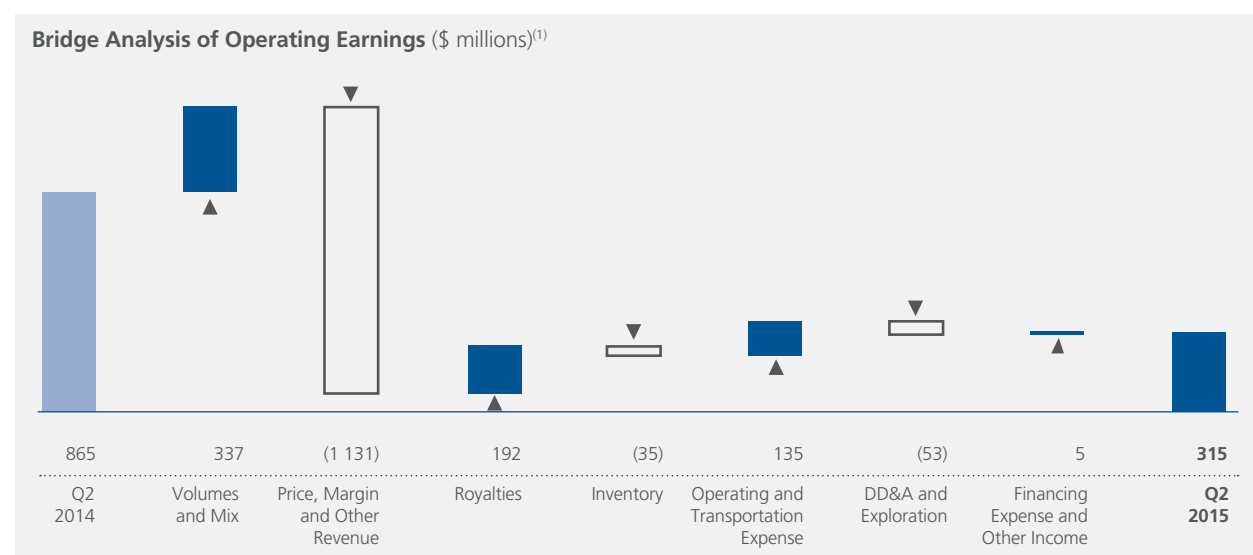 Bridge Analysis of Operating Earnings ($ millions)(1)
865 337 (1 131) 192 (35) 135 (53) 5 315
Q2 Volumes Price, Margin Royalties Inventory Operating and DD&A and Financing Q2
2014 and Mix and Other Transportation Exploration Expense and 2015
Revenue Expense Other Income